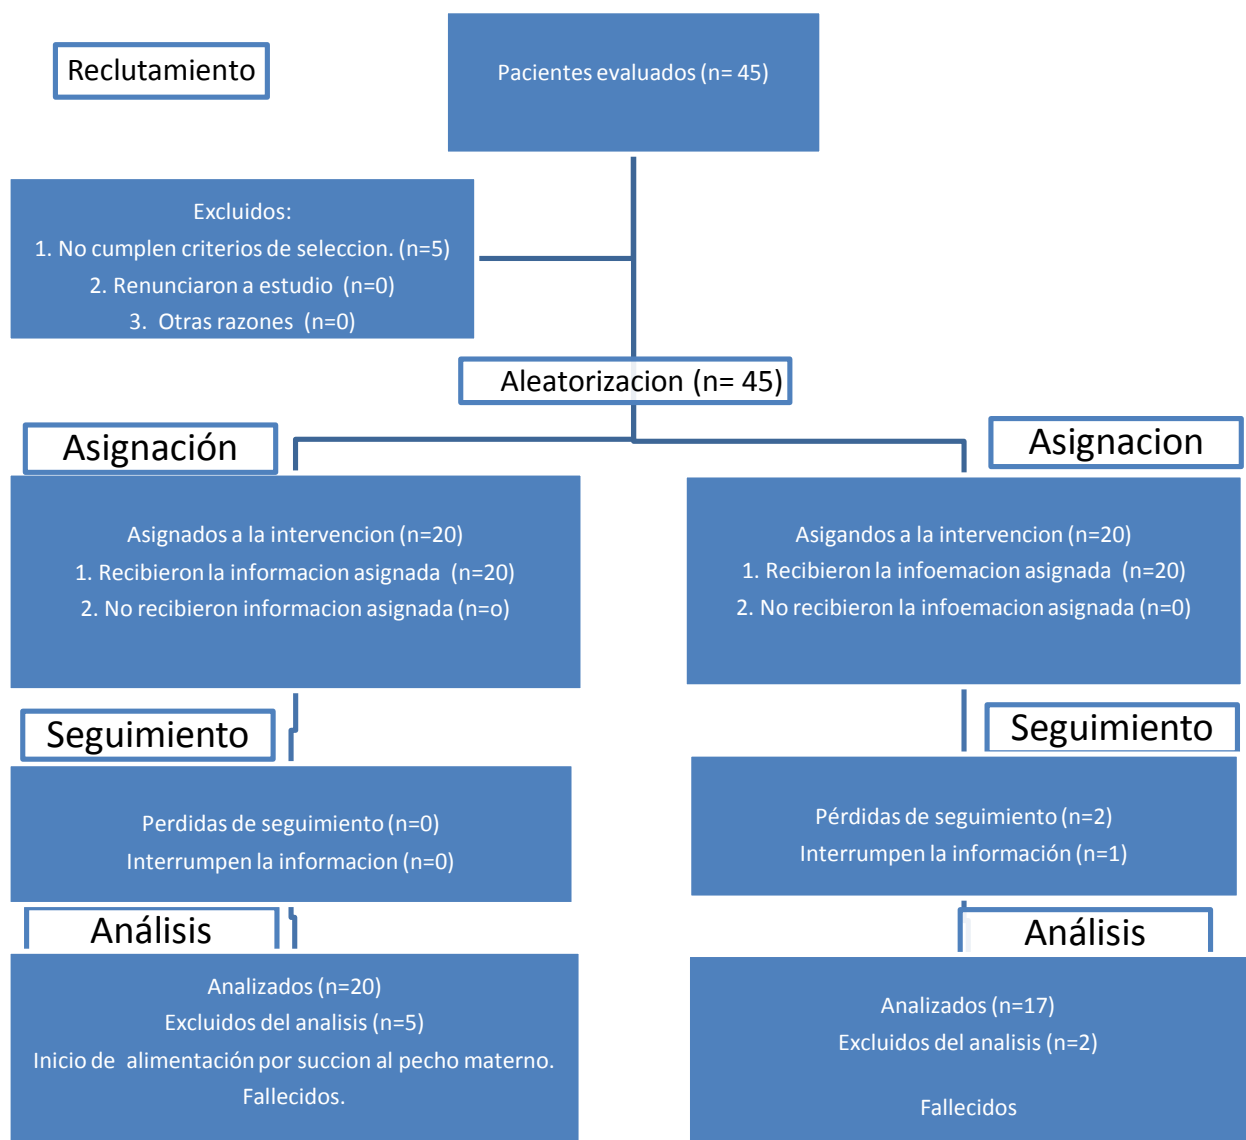 Reclutamiento
Pacientes evaluados (n= 45)
Excluidos:
1. No cumplen criterios de seleccion. (n=5)
2. Renunciaron a estudio (n=0)
3. Otras razones (n=0)
Aleatorizacion (n= 45)
Asignación
Asignados a la intervencion (n=20)
1. Recibieron la informacion asignada (n=20)
2. No recibieron informacion asignada (n=o)
Asignacion
Asigandos a la intervencion (n=20)
1. Recibieron la infoemacion asignada (n=20)
2. No recibieron la infoemacion asignada (n=0)
Seguimiento
Perdidas de seguimiento (n=0)
Interrumpen la informacion (n=0)
Seguimiento
Pérdidas de seguimiento (n=2)
Interrumpen la información (n=1)
Análisis
Analizados (n=20)
Excluidos del analisis (n=5)
Inicio de alimentación por succion al pecho materno.
Fallecidos.
Análisis
Analizados (n=17)
Excluidos del analisis (n=2)
Fallecidos